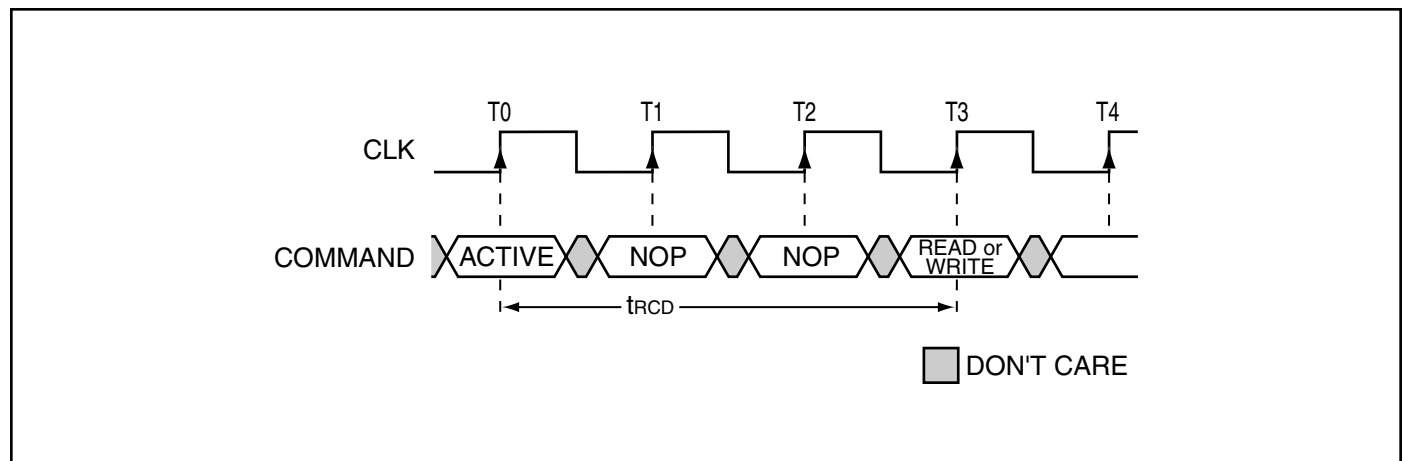 T0 T1 T2 T3 T4
CLK
COMMAND ACTIVE NOP NOP READ or
WRITE
tRCD
DON'T CARE